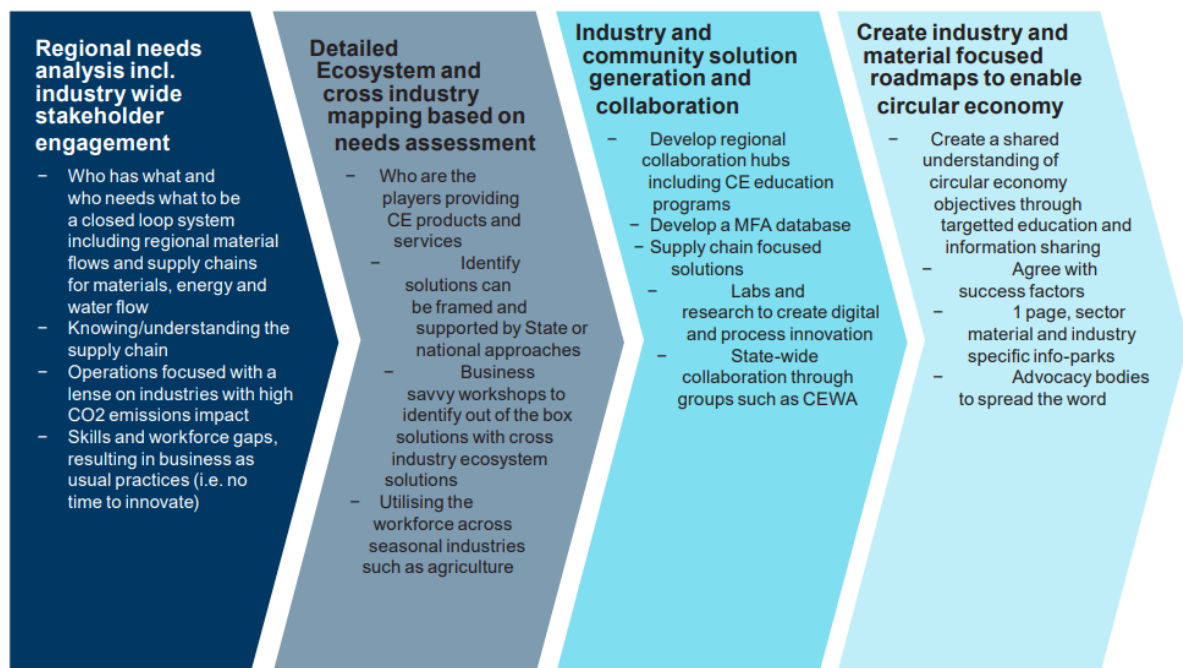 Regional needs
analysis incl.
industry wide
stakeholder
engagement
– Who has what and
who needs what to be
a closed loop system
including regional material
flows and supply chains
for materials, energy and
water flow
– Knowing/understanding the
supply chain
– Operations focused with a
lense on industries with high
CO2 emissions impact
– Skills and workforce gaps,
resulting in business as
usual practices (i.e. no
time to innovate)
Detailed
Ecosystem and
cross industry
mapping based on
needs assessment
– Who are the
players providing
CE products and
services
– Identify
solutions can
be framed and
supported by State or
national approaches
– Business
savvy workshops to
identify out of the box
solutions with cross
industry ecosystem
solutions
– Utilising the
workforce across
seasonal industries
such as agriculture
Industry and
community solution
generation and
collaboration
– Develop regional
collaboration hubs
including CE education
programs
– Develop a MFA database
– Supply chain focused
solutions
– Labs and
research to create digital
and process innovation
– State-wide
collaboration through
groups such as CEWA
Create industry and
material focused
roadmaps to enable
circular economy
– Create a shared
understanding of
circular economy
objectives through
targetted education and
information sharing
– Agree with
success factors
– 1 page, sector
material and industry
specific info-parks
– Advocacy bodies
to spread the word